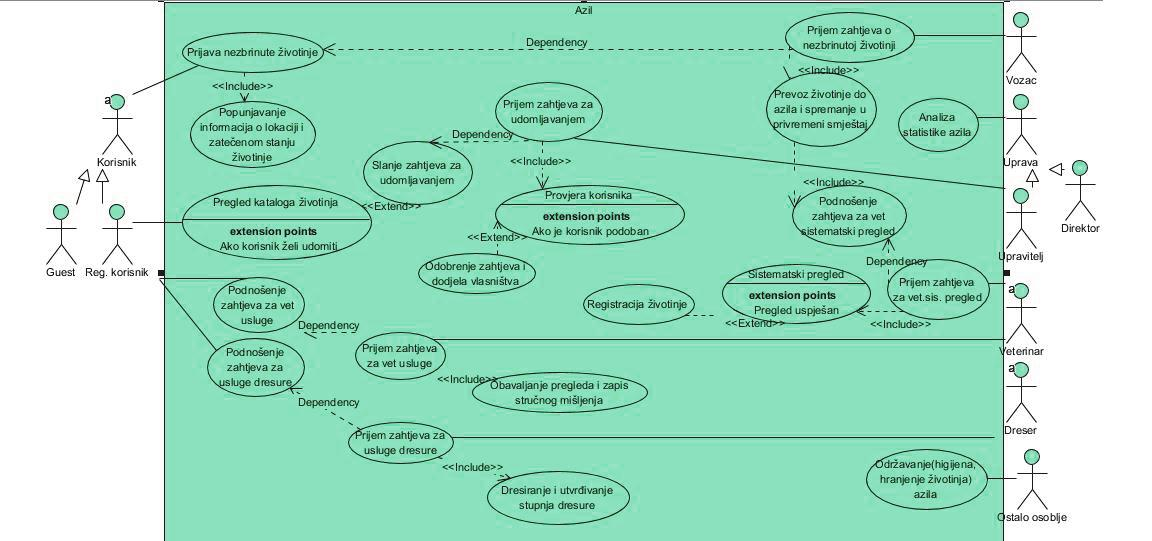 Azil
Prijava nezbrinute životinje
Dependency
Prijem zahtjeva o
nezbrinutoj životinji
Vozac
<<Include>>
<<Include>>
a
Korisnik
Popunjavanje
informacija o lokaciji i
zatečenom stanju
životinje
Prijem zahtjeva za
udomljavanjem
Prevoz životinje do
azila i spremanje u
privremeni smještaj
Analiza
statistike azila
Uprava
Dependency
Slanje zahtjeva za
udomljavanjem
<<Include>>
<<Include>>
<<Extend>>
Pregled kataloga životinja
extension points
Ako korisnik želi udomiti
Provjera korisnika
extension points
Ako je korisnik podoban
<<Extend>>
Podnošenje
zahtjeva za vet
sistematski pregled
Direktor
Upravitelj
Guest
Reg. korisnik
Odobrenje zahtjeva i
dodjela vlasništva
Dependency
Sistematski pregled
extension points
Pregled uspješan
Prijem zahtjeva
za vet.sis. pregled
a
Podnošenje
zahtjeva za vet
usluge
Registracija životinje
<<Extend>>
<<Include>>
Dependency
Prijem zahtjeva
za vet usluge
Veterinar
Podnošenje
zahtjeva za
usluge dresure
<<Include>>
Obavaljanje pregleda i zapis
stručnog mišljenja
a
Dreser
Dependency
Prijem zahtjeva za
usluge dresure
<<Include>>
Dresiranje i utvrđivanje
stupnja dresure
Održavanje(higijena,
hranjenje životinja)
azila
Ostalo osoblje